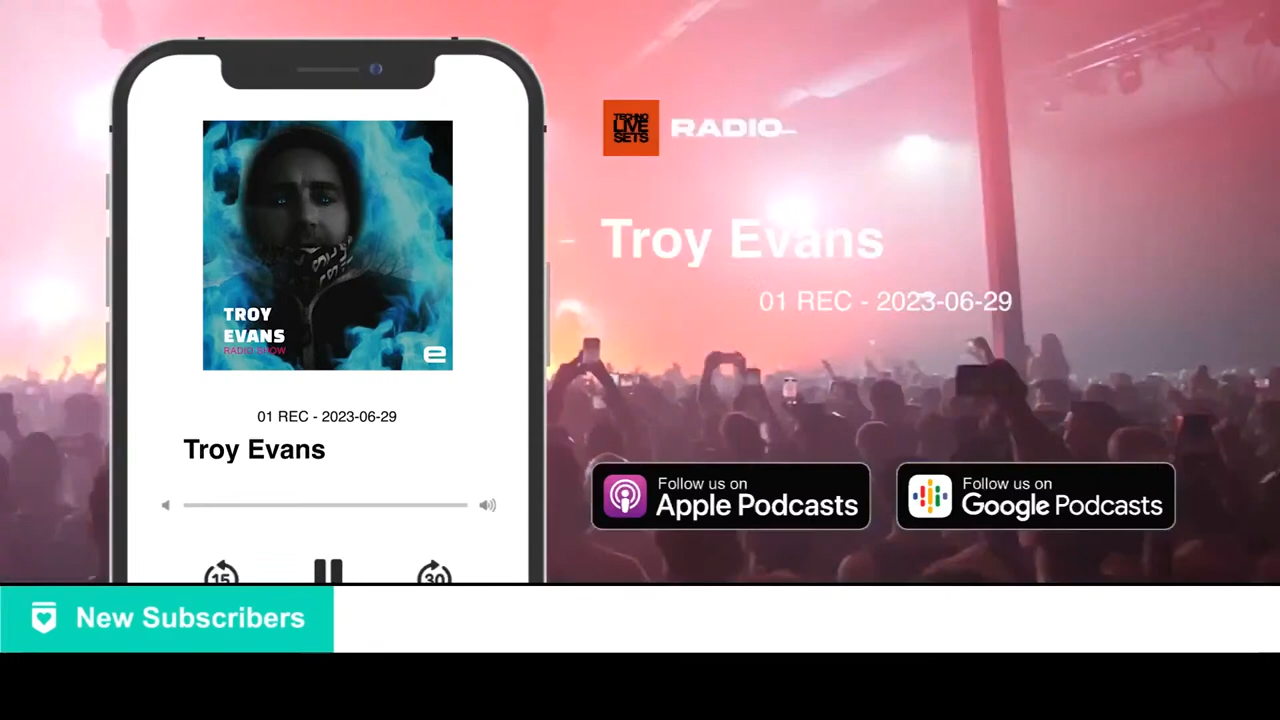 TROY
EVANS
RADIO SHOW
e
01 REC - 2023-06-29
Troy Evans
15
30
TECHNO
LIVE
SETS
RADIO
Troy Evans
01 REC - 2023-06-29
Follow us on
Apple Podcasts
Follow us on
Google Podcasts
New Subscribers